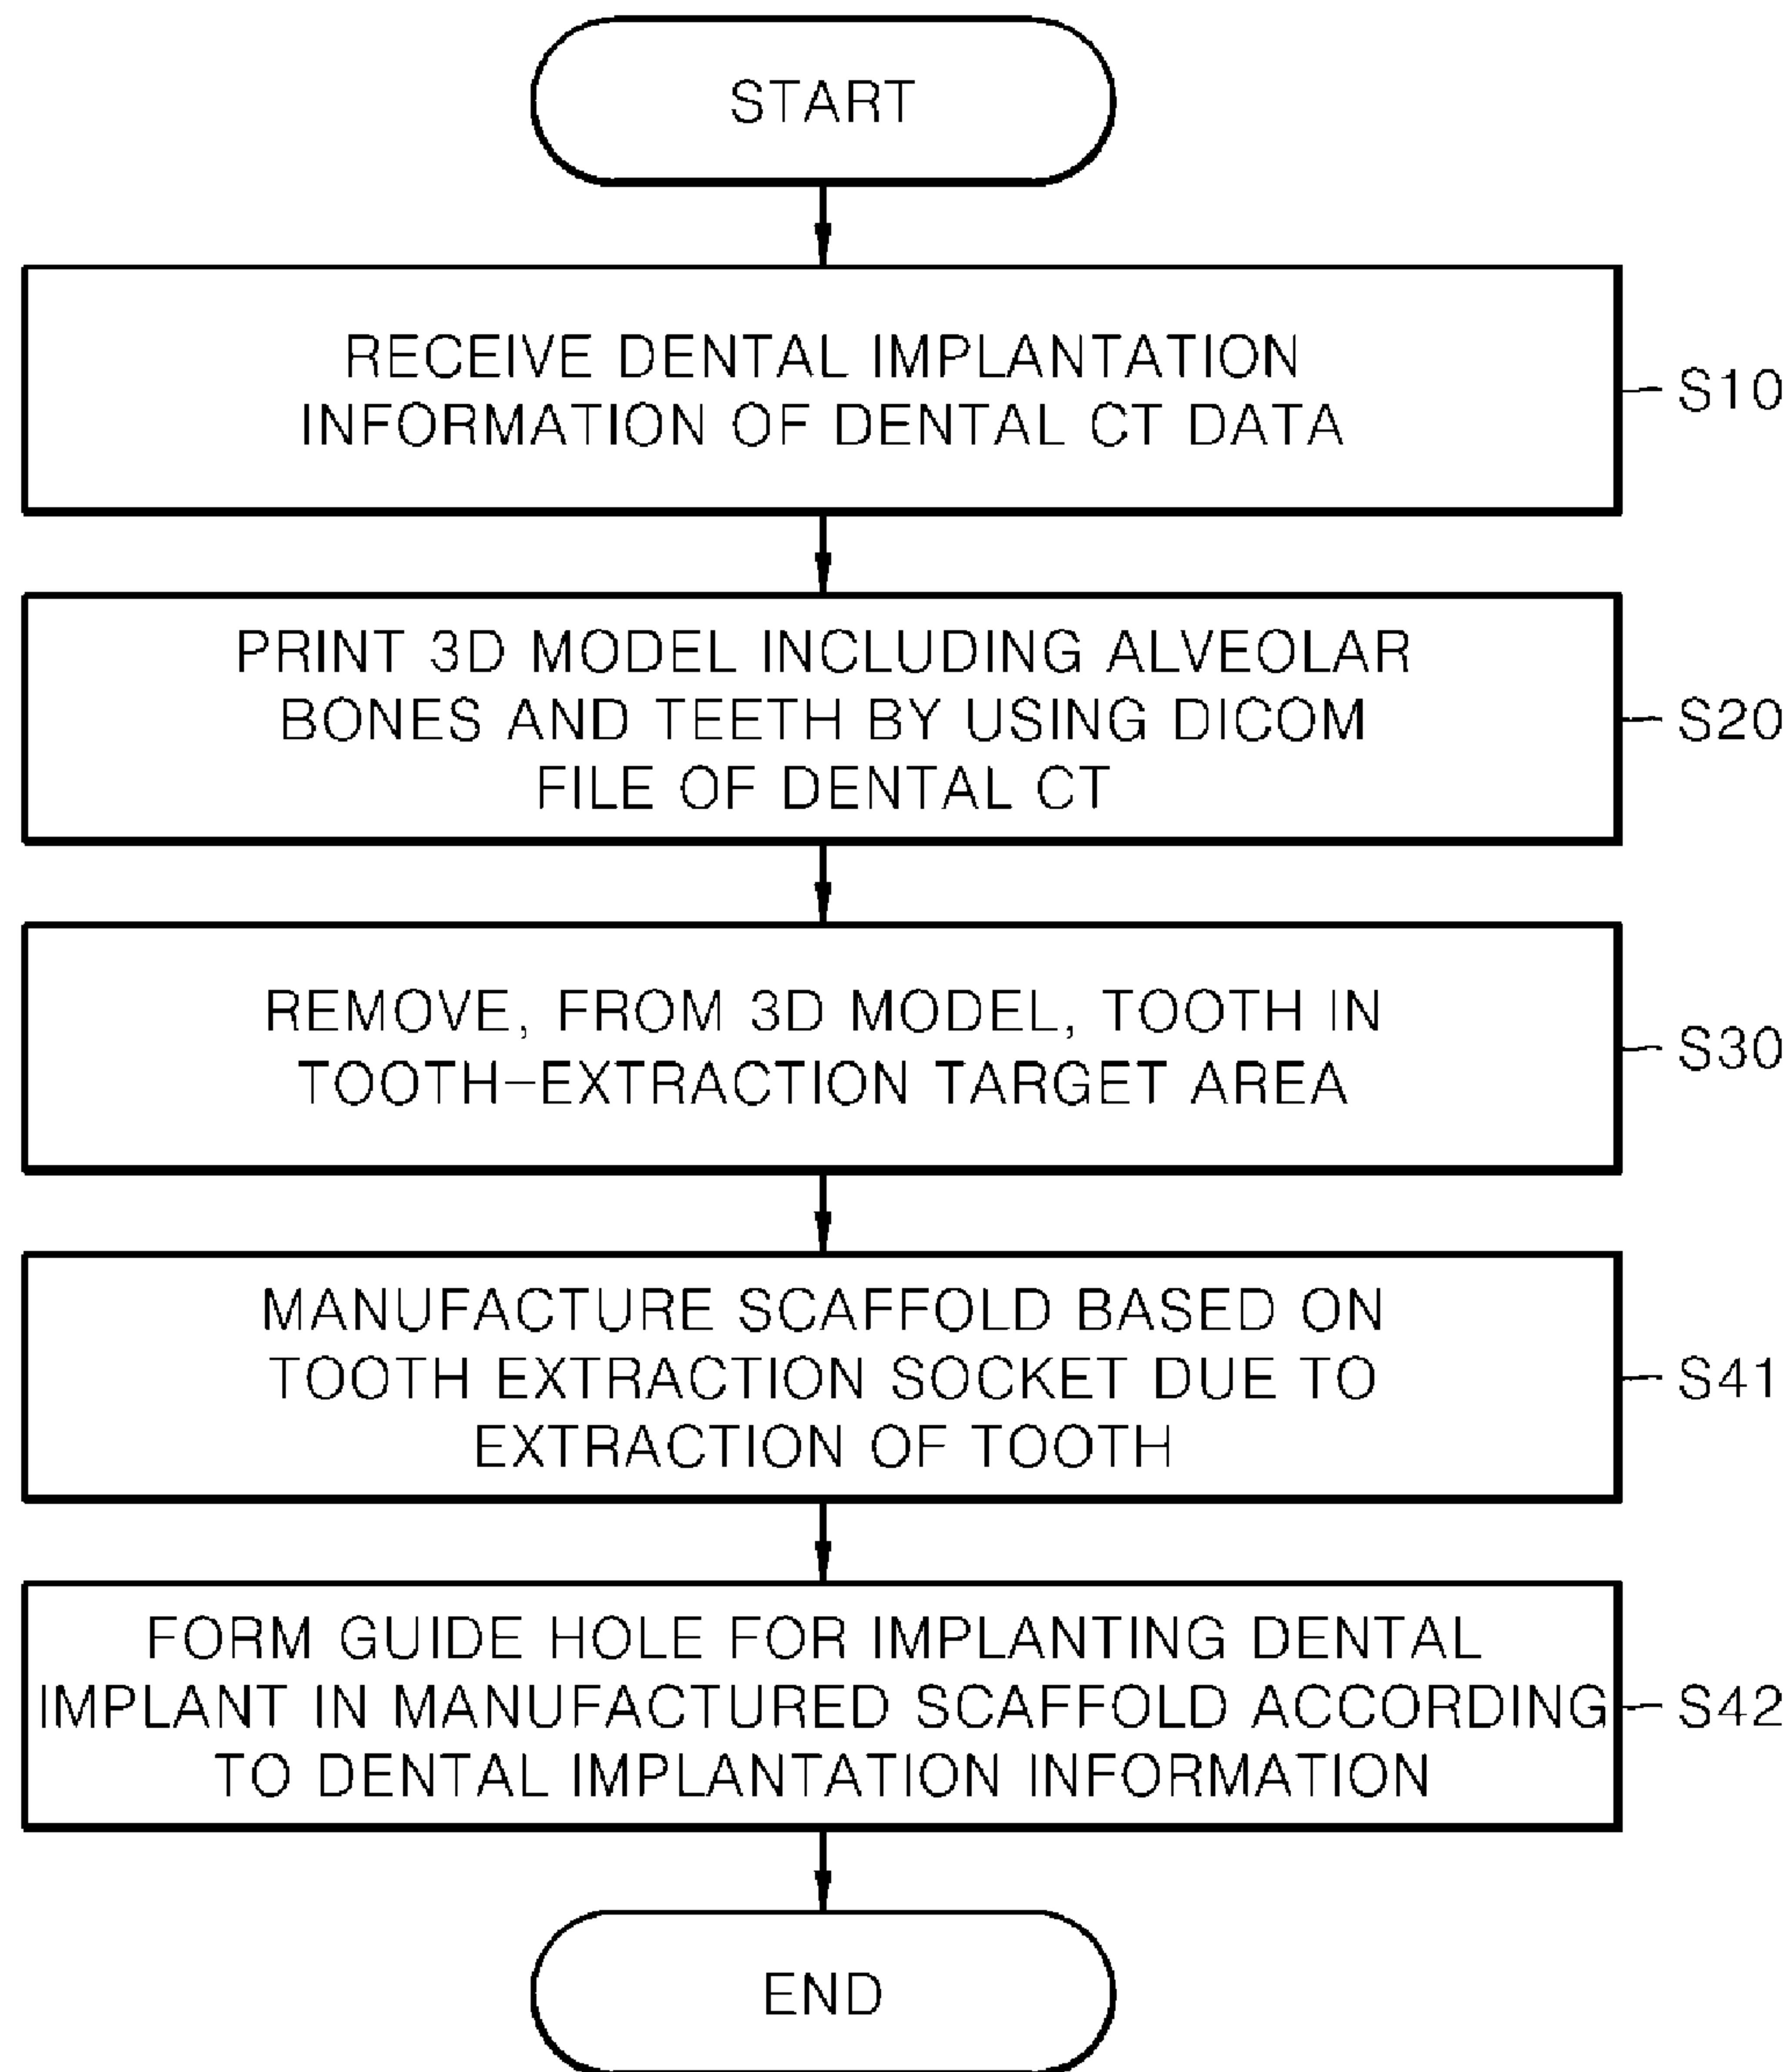 START
RECEIVE DENTAL IMPLANTATION
INFORMATION OF DENTAL CT DATA
S10
PRINT 3D MODEL INCLUDING ALVEOLAR
BONES AND TEETH BY USING DICOM
FILE OF DENTAL CT
S20
REMOVE, FROM 3D MODEL, TOOTH IN
TOOTH-EXTRACTION TARGET AREA
S30
MANUFACTURE SCAFFOLD BASED ON
TOOTH EXTRACTION SOCKET DUE TO
EXTRACTION OF TOOTH
S41
FORM GUIDE HOLE FOR IMPLANTING DENTAL
IMPLANT IN MANUFACTURED SCAFFOLD ACCORDING
TO DENTAL IMPLANTATION INFORMATION
S42
END